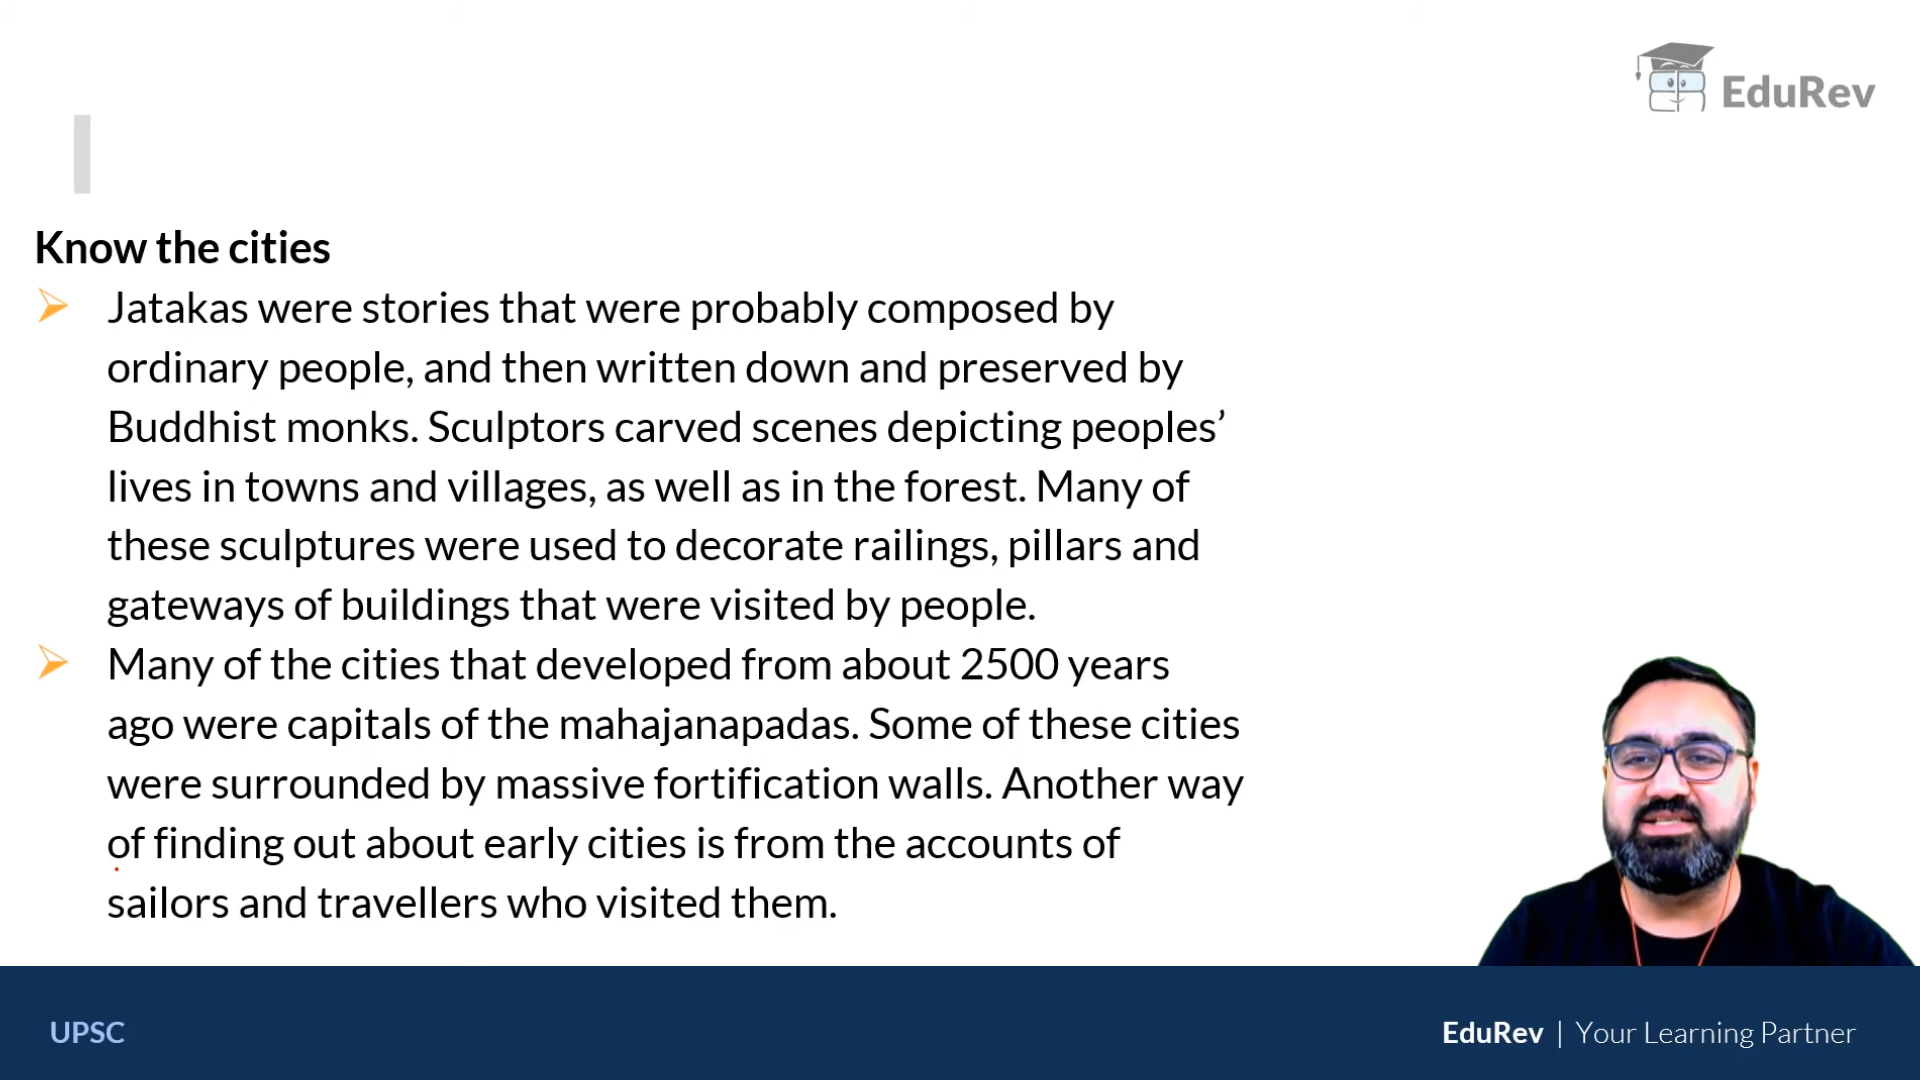 EduRev
Know the cities
Jatakas were stories that were probably composed by
ordinary people, and then written down and preserved by
Buddhist monks. Sculptors carved scenes depicting peoples’
lives in towns and villages, as well as in the forest. Many of
these sculptures were used to decorate railings, pillars and
gateways of buildings that were visited by people.
Many of the cities that developed from about 2500 years
ago were capitals of the mahajanapadas. Some of these cities
were surrounded by massive fortification walls. Another way
of finding out about early cities is from the accounts of
sailors and travellers who visited them.
UPSC
EduRev | Your Learning Partner